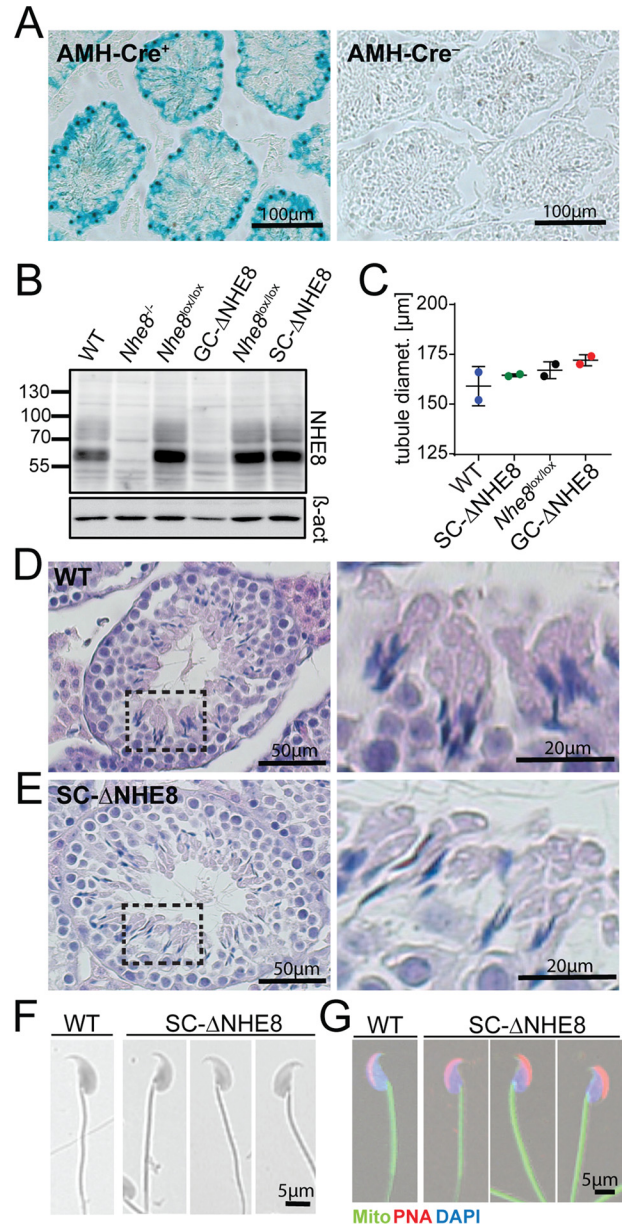 A
AMH-Cre+
AMH-Cre–
100µm
100µm
B
WT
Nhe8-/-
Nhe8lox/lox
GC-ΔNHE8
Nhe8lox/lox
SC-ΔNHE8
130
100
70
55
NHE8
ß-act
C
tubule diamet. [µm]
200
175
150
125
WT
SC-ΔNHE8
Nhe8lox/lox
GC-ΔNHE8
D
WT
50µm
20µm
E
SC-ΔNHE8
50µm
20µm
F
WT
SC-ΔNHE8
5µm
G
WT
SC-ΔNHE8
5µm
Mito PNA DAPI